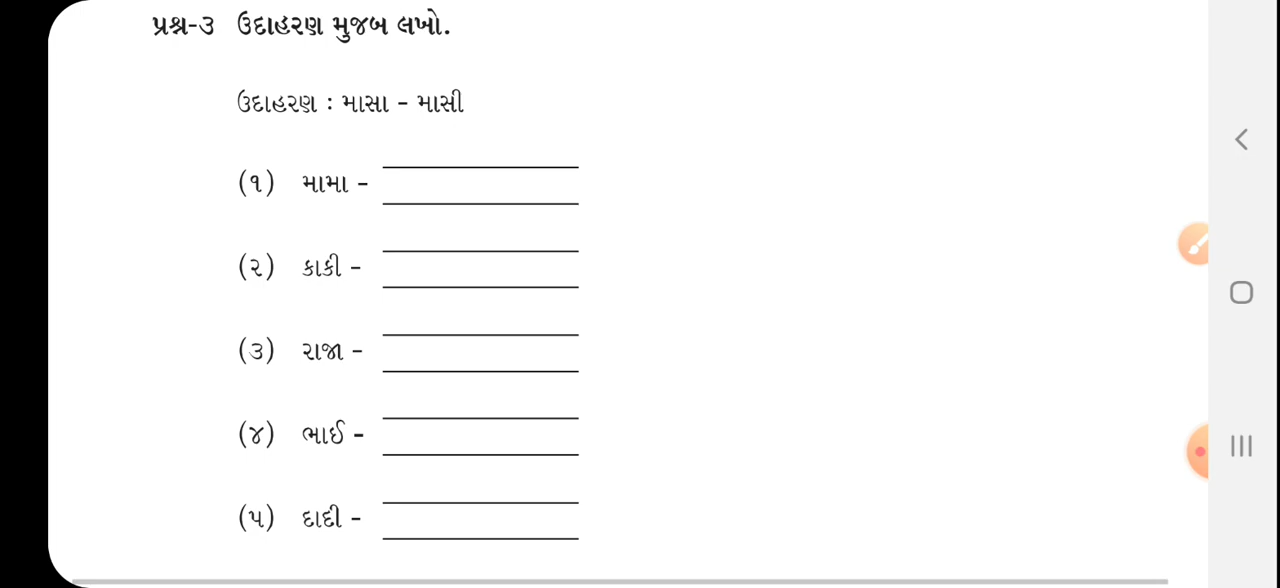 પ્રશ્ન-૩ ઉદાહરણ મુજબ લખો.
ઉદાહરણ : માસા - માસી
(૧) મામા -
(૨) કાકી -
(૩) રાજા -
(૪) ભાઈ -
(૫) દાદી -